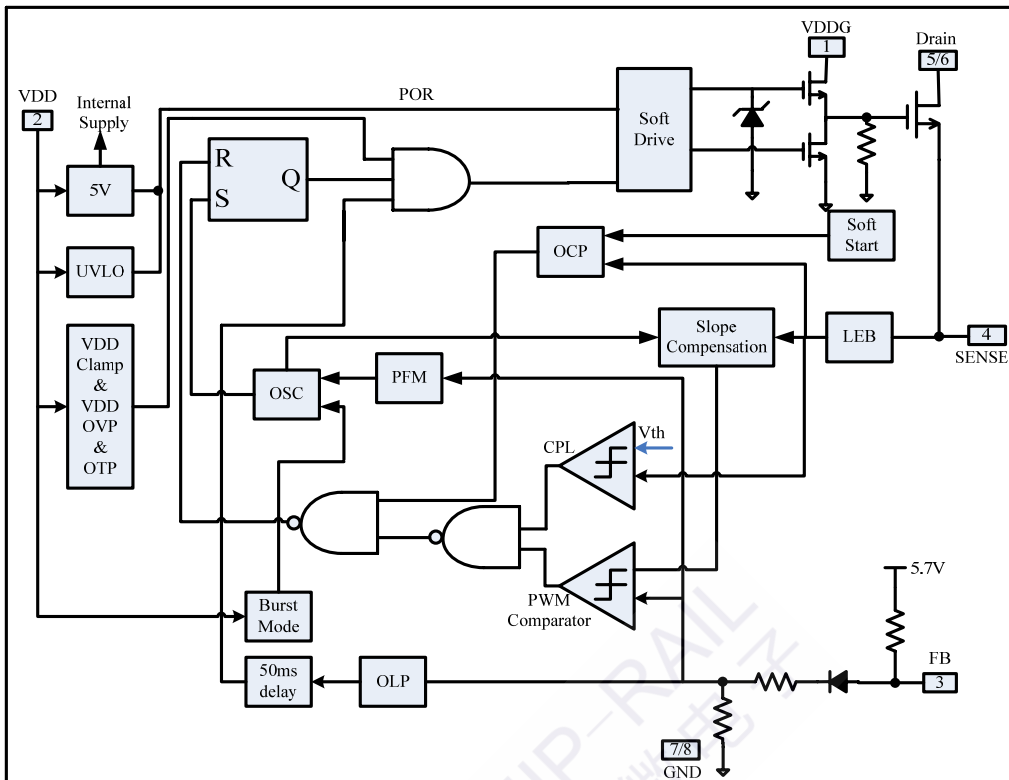 VDDG
1
Drain
5/6
VDD
2
Internal
Supply
POR
Soft
Drive
R
S
Q
5V
UVLO
VDD
Clamp
&
VDD
OVP
&
OTP
OCP
Soft
Start
Slope
Compensation
LEB
4
SENSE
OSC
PFM
CPL
Vth
PWM
Comparator
5.7V
Burst
Mode
50ms
delay
OLP
FB
3
7/8
GND